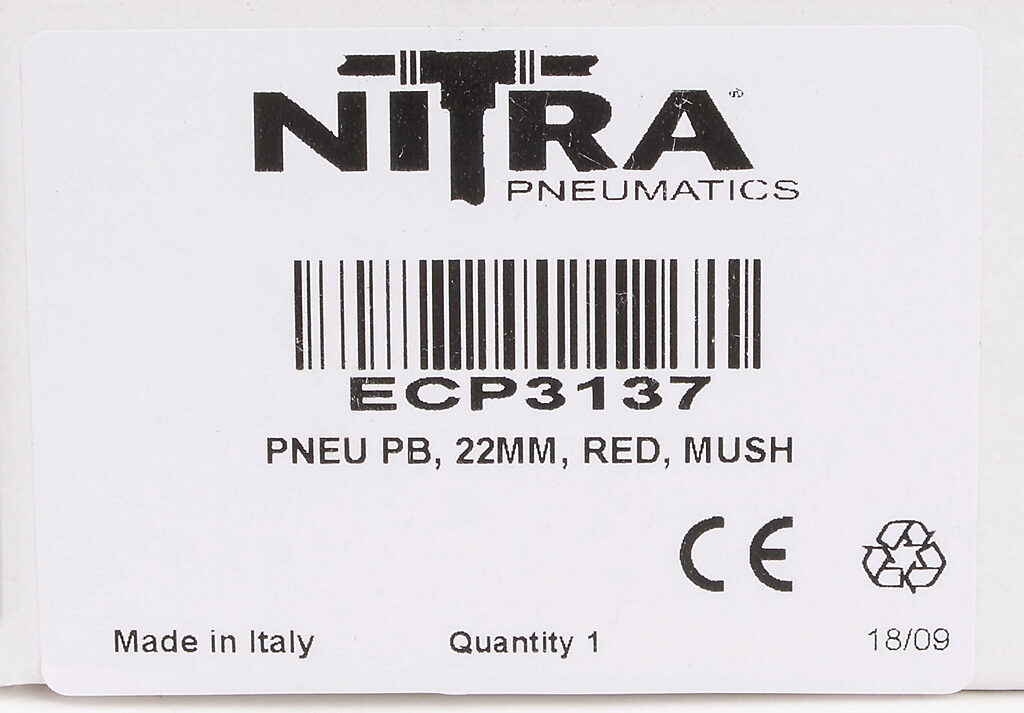 NITRA®
PNEUMATICS
ECP3137
PNEU PB, 22MM, RED, MUSH
CE
Made in Italy Quantity 1 18/09